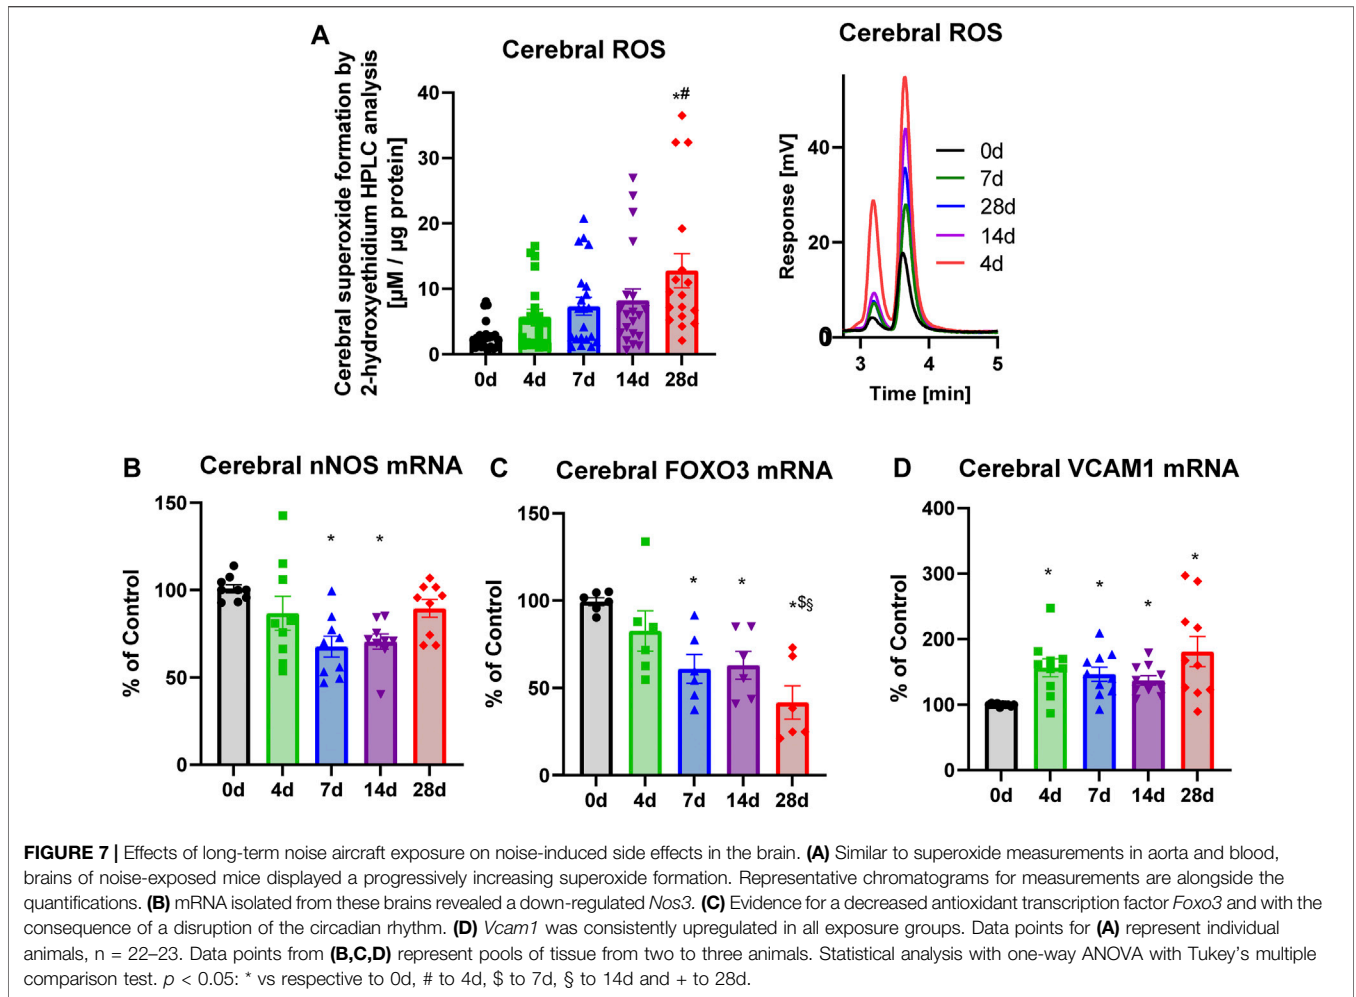 A
Cerebral superoxide formation by
2-hydroxyethidium HPLC analysis
[µM / µg protein]
Cerebral ROS
40
30
20
10
0
*#
0d
4d
7d
14d
28d
Cerebral ROS
Response [mV]
40
20
0
0
3
4
5
Time [min]
0d
7d
28d
14d
4d
B
Cerebral nNOS mRNA
% of Control
150
100
50
0
*
*
0d
4d
7d
14d
28d
C
Cerebral FOXO3 mRNA
% of Control
150
100
50
0
*
*
*$§
0d
4d
7d
14d
28d
D
Cerebral VCAM1 mRNA
% of Control
400
300
200
100
0
*
*
*
*
0d
4d
7d
14d
28d
FIGURE 7 | Effects of long-term noise aircraft exposure on noise-induced side effects in the brain. (A) Similar to superoxide measurements in aorta and blood,
brains of noise-exposed mice displayed a progressively increasing superoxide formation. Representative chromatograms for measurements are alongside the
quantifications. (B) mRNA isolated from these brains revealed a down-regulated Nos3. (C) Evidence for a decreased antioxidant transcription factor Foxo3 and with the
consequence of a disruption of the circadian rhythm. (D) Vcam1 was consistently upregulated in all exposure groups. Data points for (A) represent individual
animals, n = 22–23. Data points from (B,C,D) represent pools of tissue from two to three animals. Statistical analysis with one-way ANOVA with Tukey's multiple
comparison test. p < 0.05: * vs respective to 0d, # to 4d, $ to 7d, § to 14d and + to 28d.